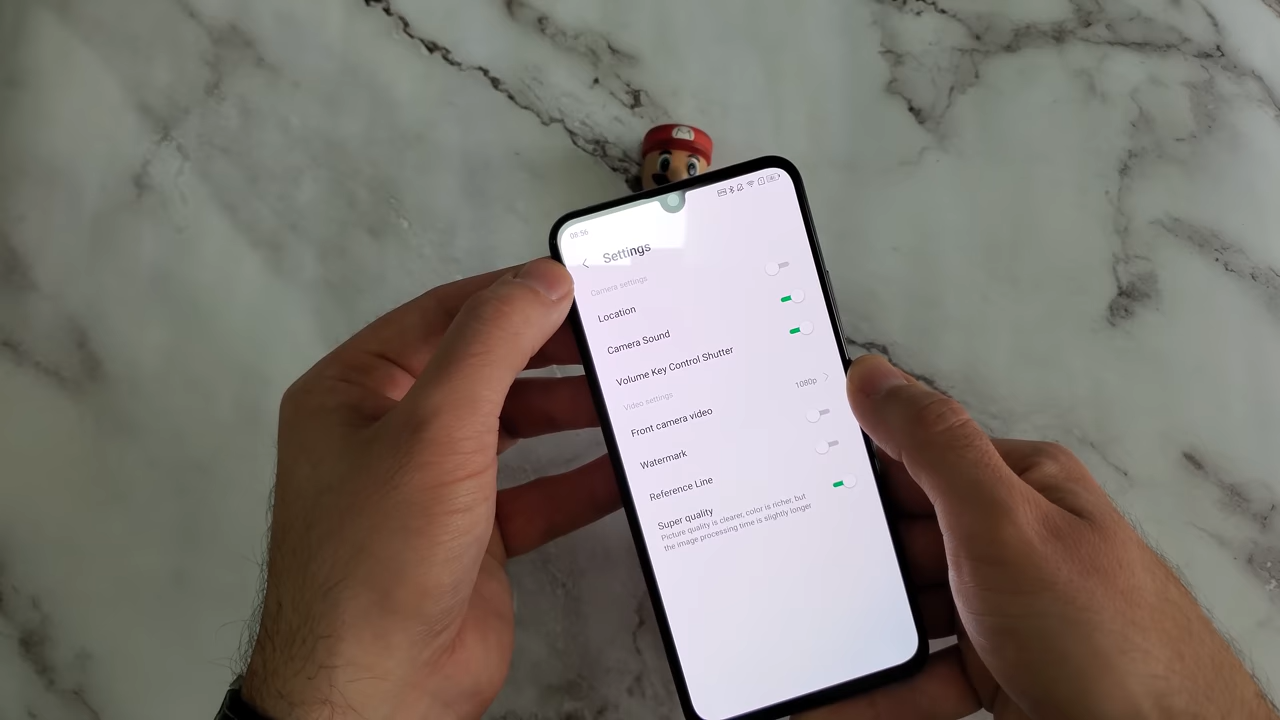 M
08:56
Settings
Camera settings
Location
Camera Sound
Volume Key Control Shutter
Video settings
Front camera video
1080p
Watermark
Reference Line
Super quality
Picture quality is clearer, color is richer, but
the image processing time is slightly longer